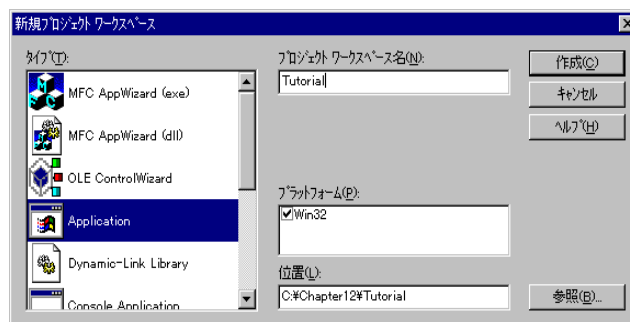 新規ﾌﾟﾛｼﾞｪｸﾄ ﾜｰｸｽﾍﾟｰｽ
ﾀｲﾌﾟ(T):
MFC AppWizard (exe)
MFC AppWizard (dll)
OLE ControlWizard
Application
Dynamic-Link Library
Console Application
ﾌﾟﾛｼﾞｪｸﾄ ﾜｰｸｽﾍﾟｰｽ名(N):
Tutorial
ﾌﾟﾗｯﾄﾌｫｰﾑ(P):
Win32
位置(L):
C:¥Chapter12¥Tutorial
作成(C)
ｷｬﾝｾﾙ
ﾍﾙﾌﾟ(H)
参照(B)...